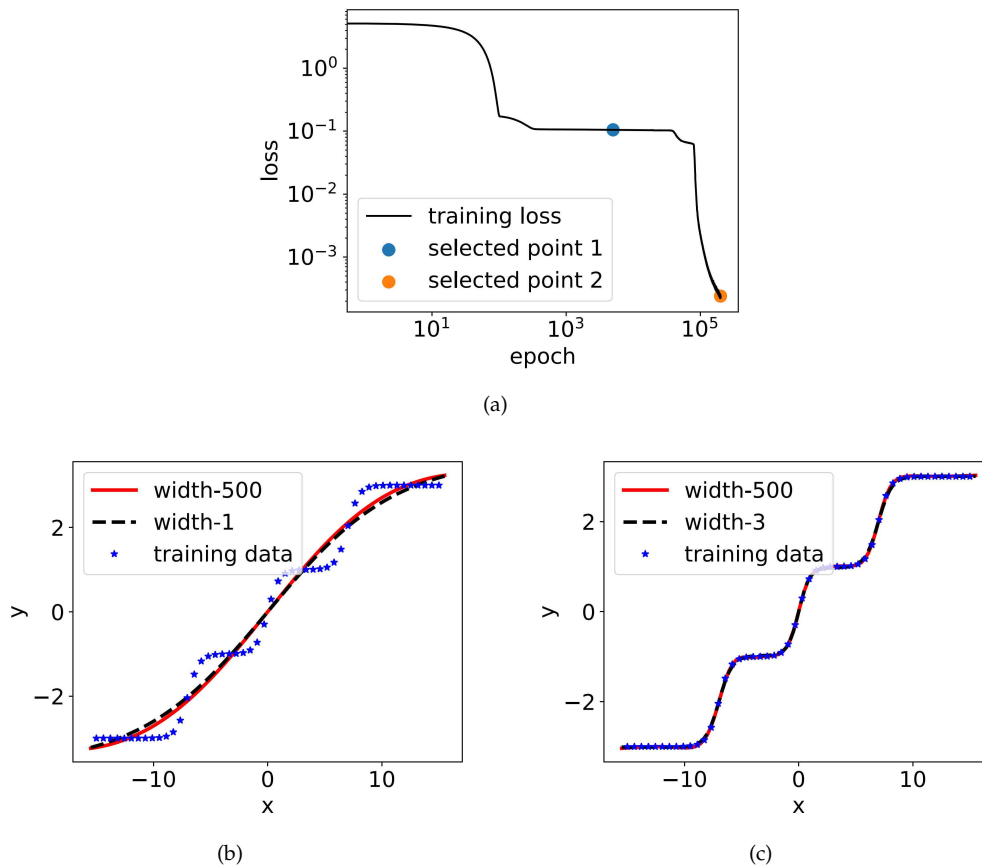 10^0
10^{-1}
10^{-2}
10^{-3}
loss
training loss
selected point 1
selected point 2
10^1
10^3
10^5
epoch
(a)
width-500
width-1
training data
2
0
−2
y
−10
0
10
x
(b)
width-500
width-3
training data
2
0
−2
y
−10
0
10
x
(c)